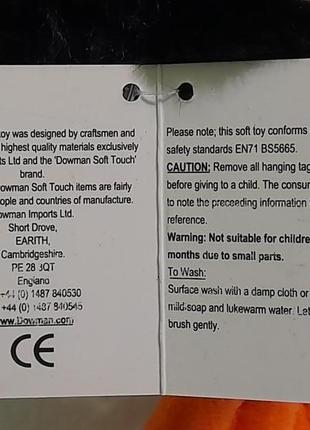 toy was designed by craftsmen and
highest quality materials exclusively
ts Ltd and the 'Dowman Soft Touch'
brand.
Dowman Soft Touch items are fairly
people and countries of manufacture.
Dowman Imports Ltd.
Short Drove,
EARITH,
Cambridgeshire.
PE 28 3QT
England
+44 (0) 1487 840530
+44 (0) 1487 840545
www.Dowman.com
CE
Please note; this soft toy conforms
safety standards EN71 BS5665.
CAUTION; Remove all hanging tag
before giving to a child. The consu
to note the preceeding information
reference.
Warning: Not suitable for childre
months due to small parts.
To Wash:
Surface wash with a damp cloth or
mild soap and lukewarm water. Let
brush gently.